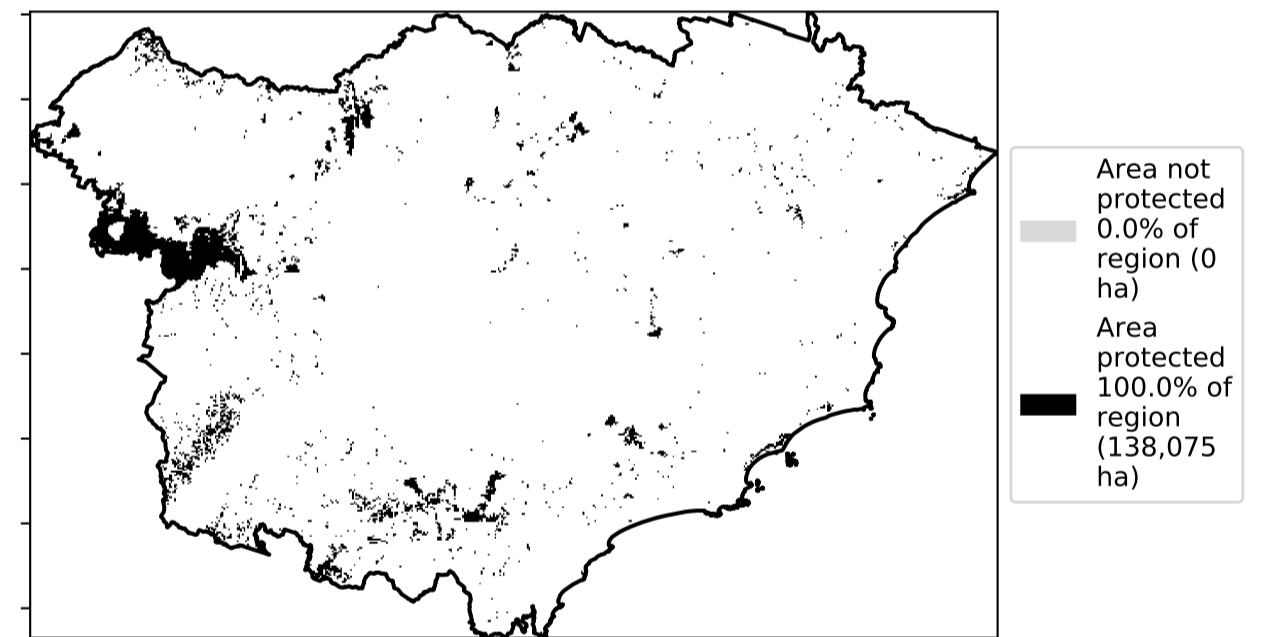 Area not
protected
0.0% of
region (0
ha)
Area
protected
100.0% of
region
(138,075
ha)